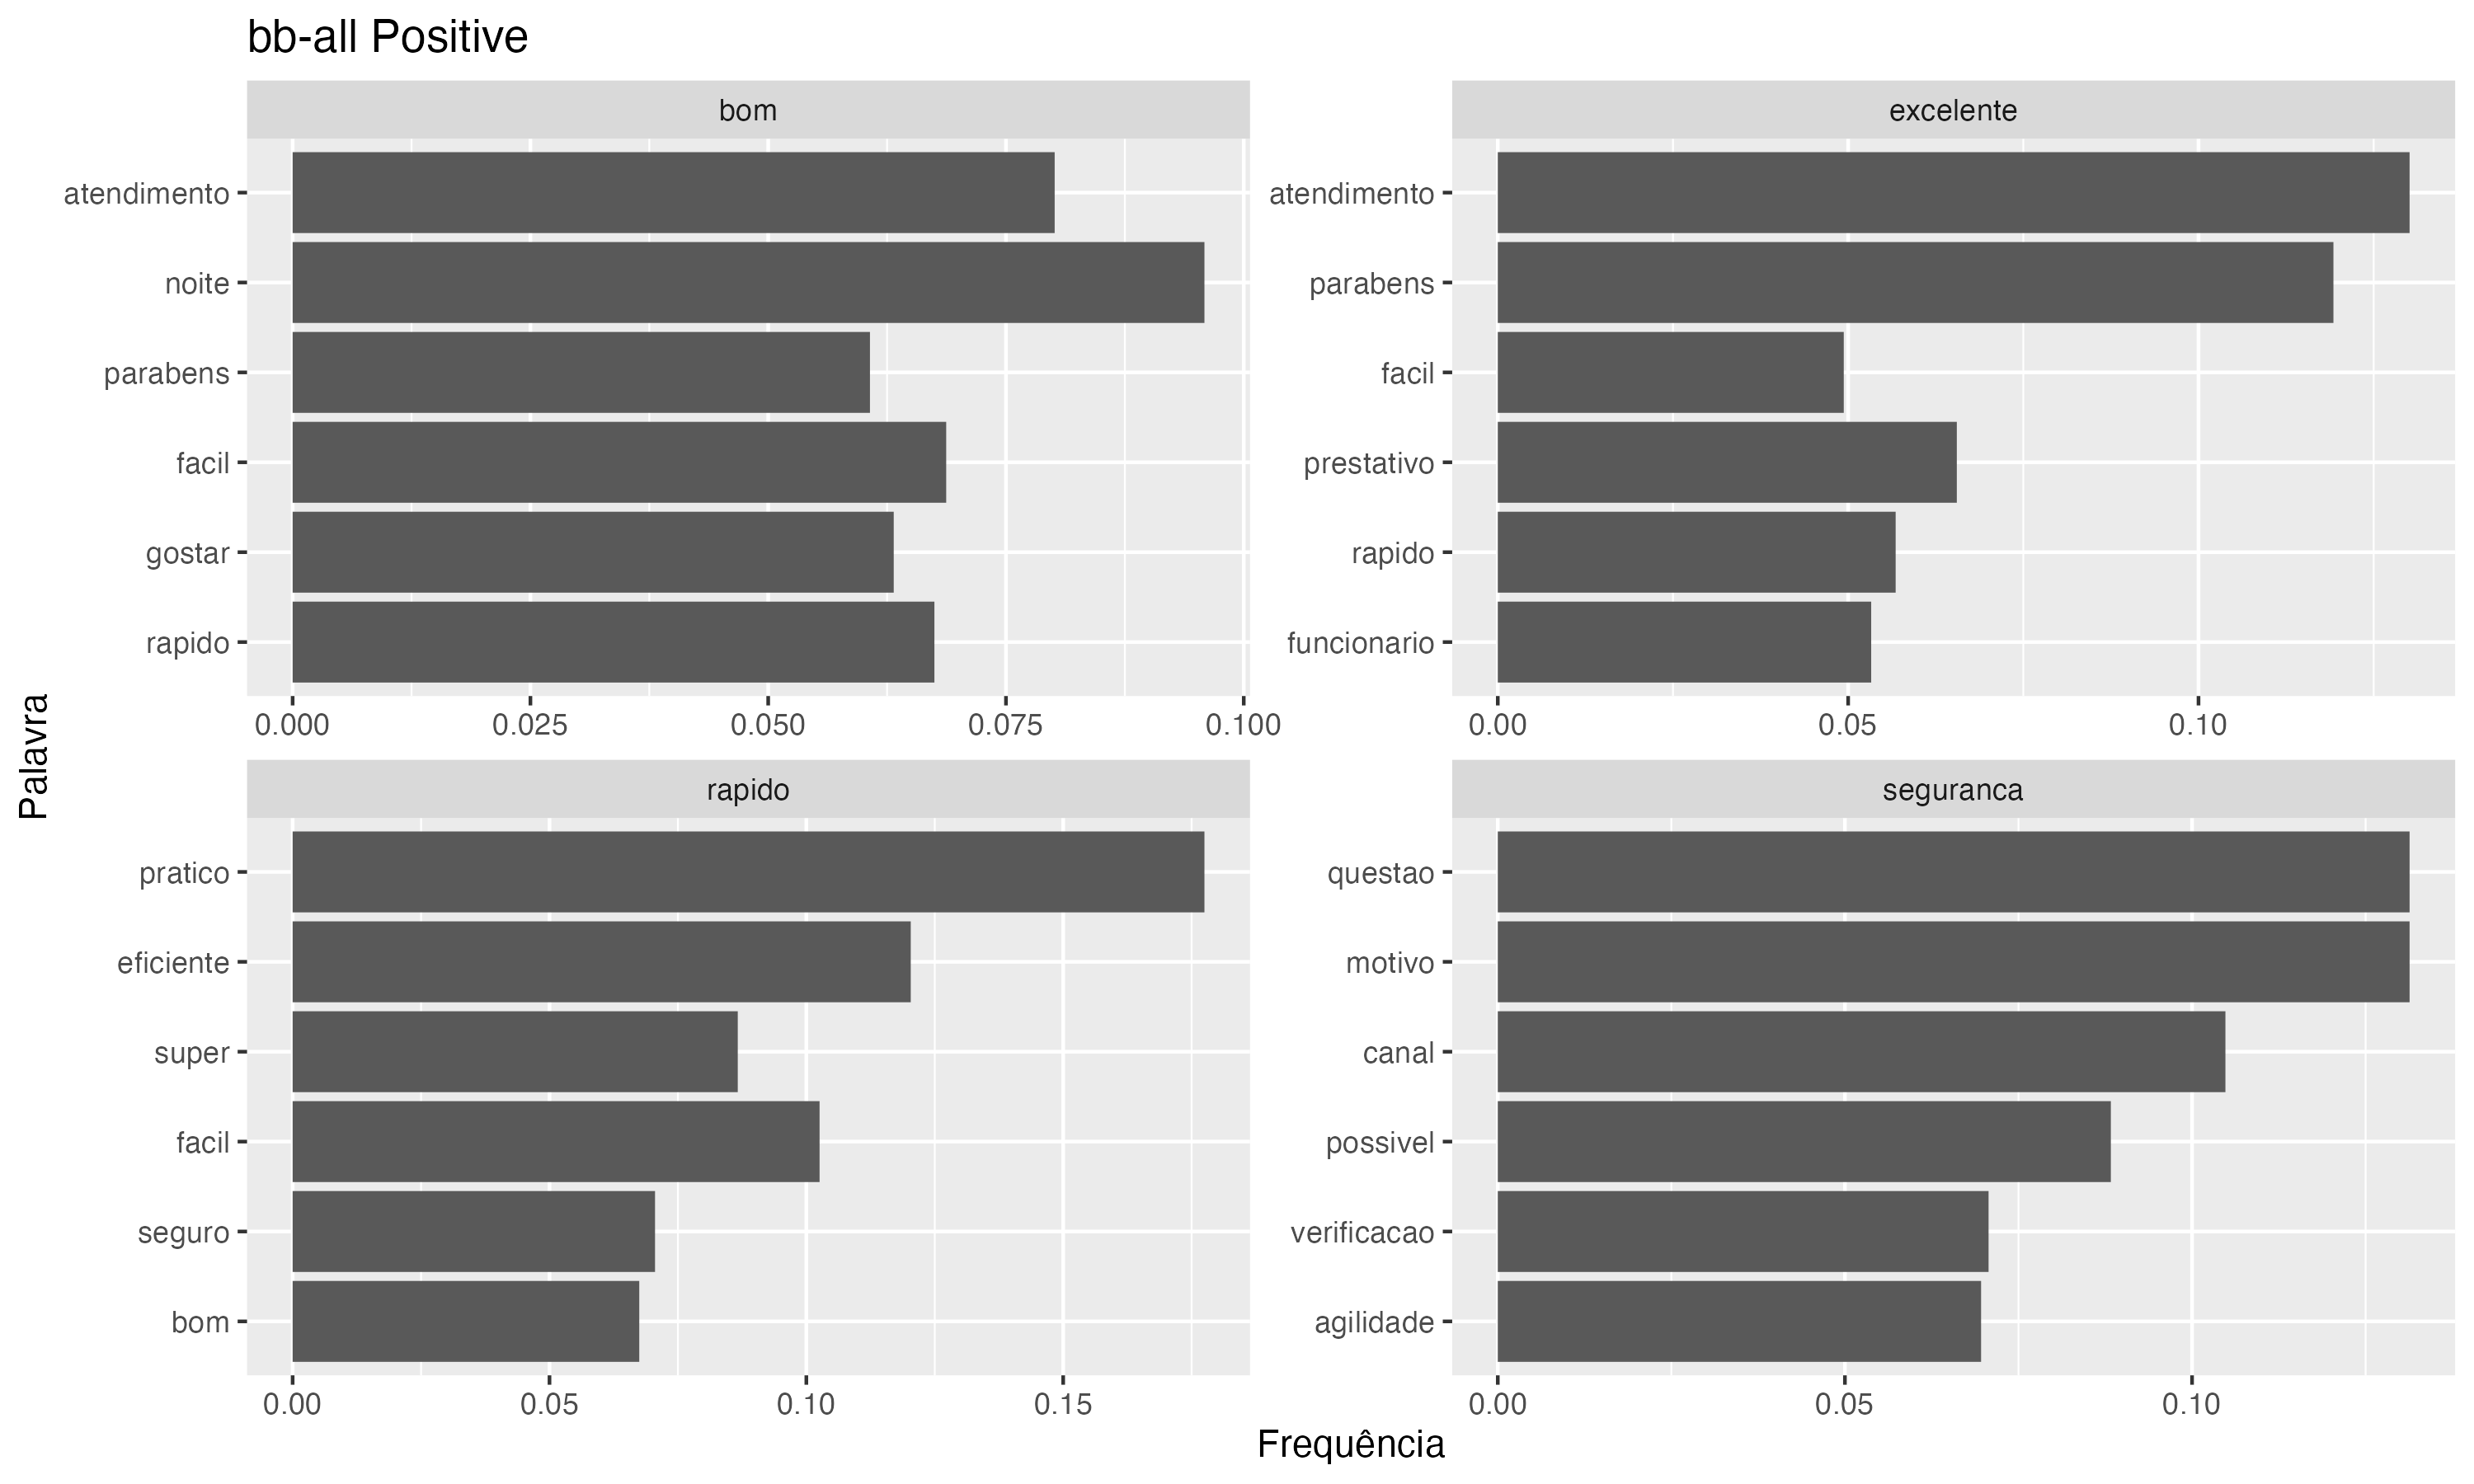 bb-all Positive
bom
atendimento
noite
parabens
facil
gostar
rapido
0.000 0.025 0.050 0.075 0.100
excelente
atendimento
parabens
facil
prestativo
rapido
funcionario
0.00 0.05 0.10
rapido
pratico
eficiente
super
facil
seguro
bom
0.00 0.05 0.10 0.15
seguranca
questao
motivo
canal
possivel
verificacao
agilidade
0.00 0.05 0.10
Palavra
Frequência